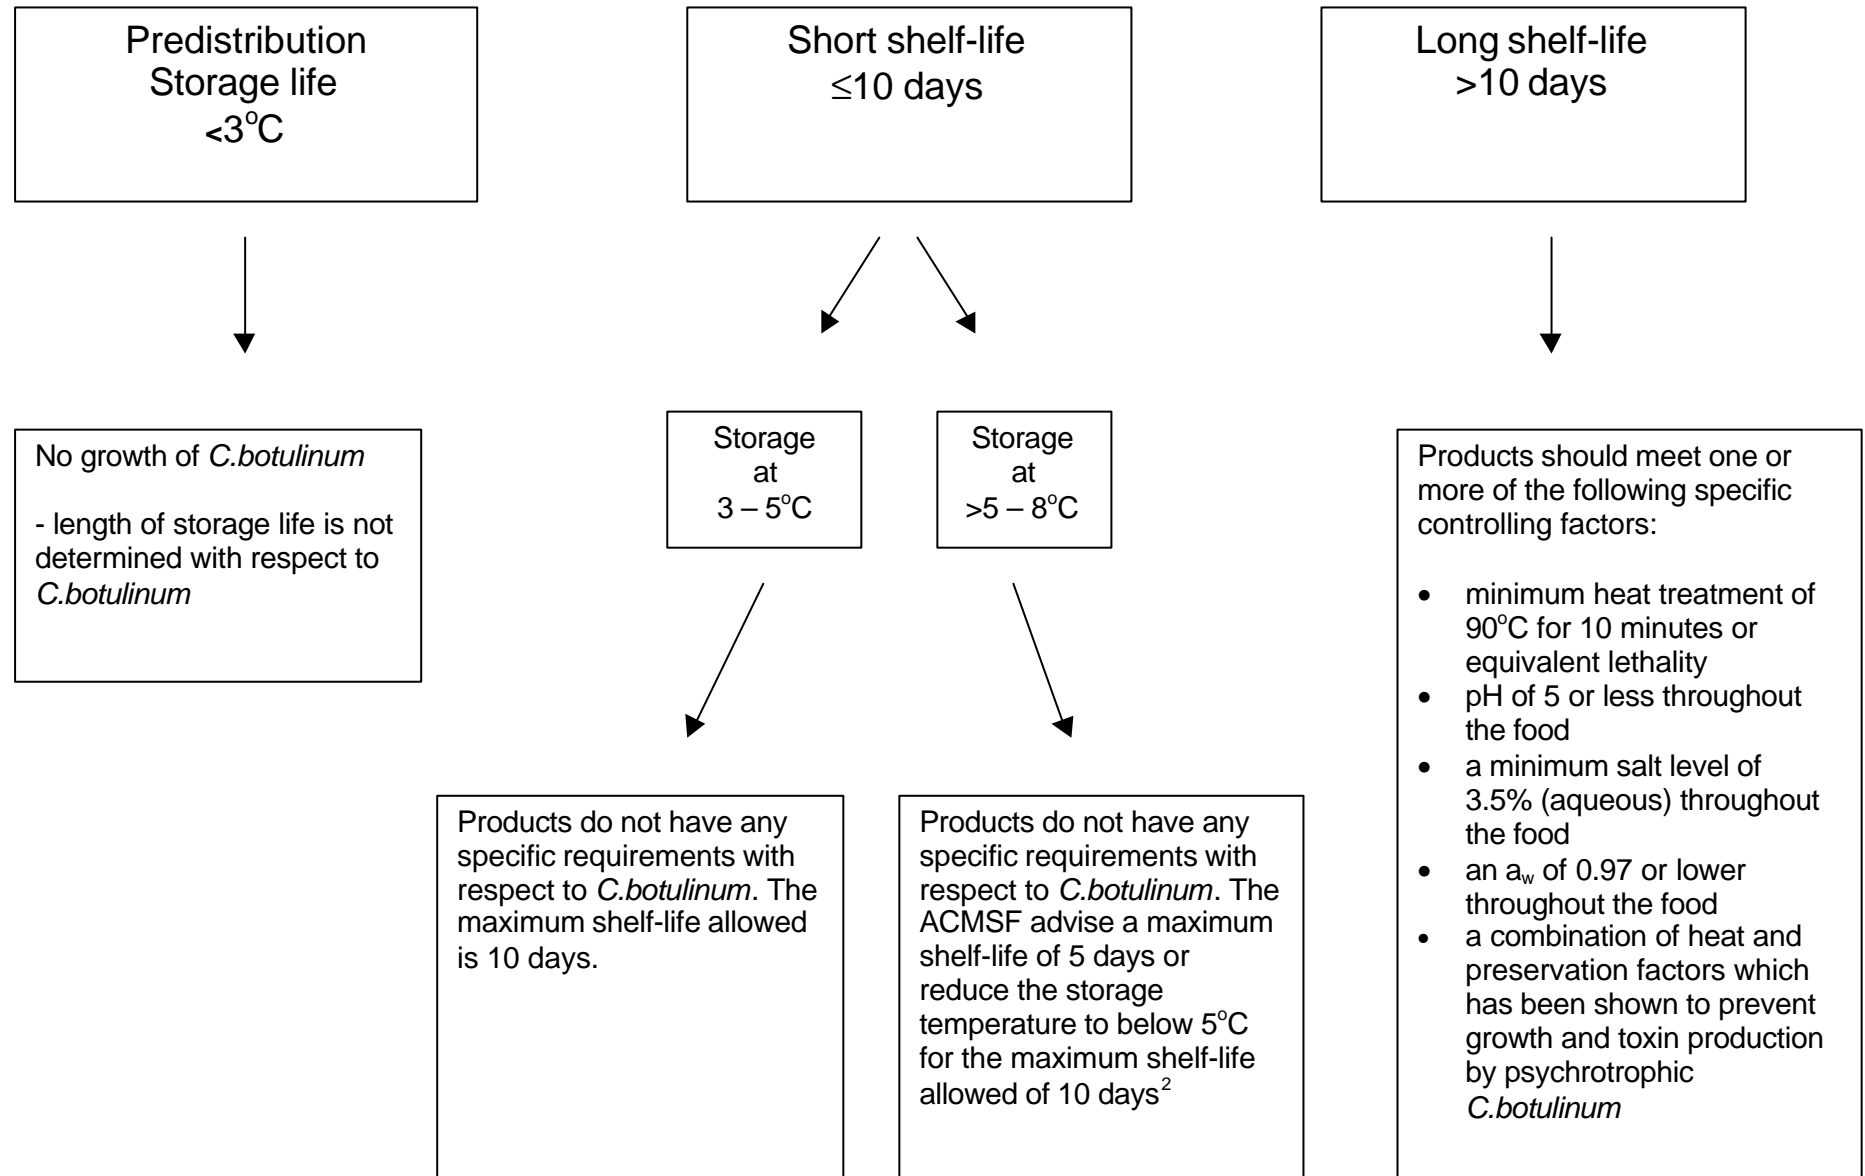 Predistribution
Storage life
<3°C
Short shelf-life
≤10 days
Long shelf-life
>10 days
No growth of C.botulinum
- length of storage life is not
determined with respect to
C.botulinum
Storage
at
3 – 5°C
Storage
at
>5 – 8°C
Products do not have any
specific requirements with
respect to C.botulinum. The
maximum shelf-life allowed
is 10 days.
Products do not have any
specific requirements with
respect to C.botulinum. The
ACMSF advise a maximum
shelf-life of 5 days or
reduce the storage
temperature to below 5°C
for the maximum shelf-life
allowed of 10 days²
Products should meet one or
more of the following specific
controlling factors:
• minimum heat treatment of
90°C for 10 minutes or
equivalent lethality
• pH of 5 or less throughout
the food
• a minimum salt level of
3.5% (aqueous) throughout
the food
• an a_w of 0.97 or lower
throughout the food
• a combination of heat and
preservation factors which
has been shown to prevent
growth and toxin production
by psychrotrophic
C.botulinum